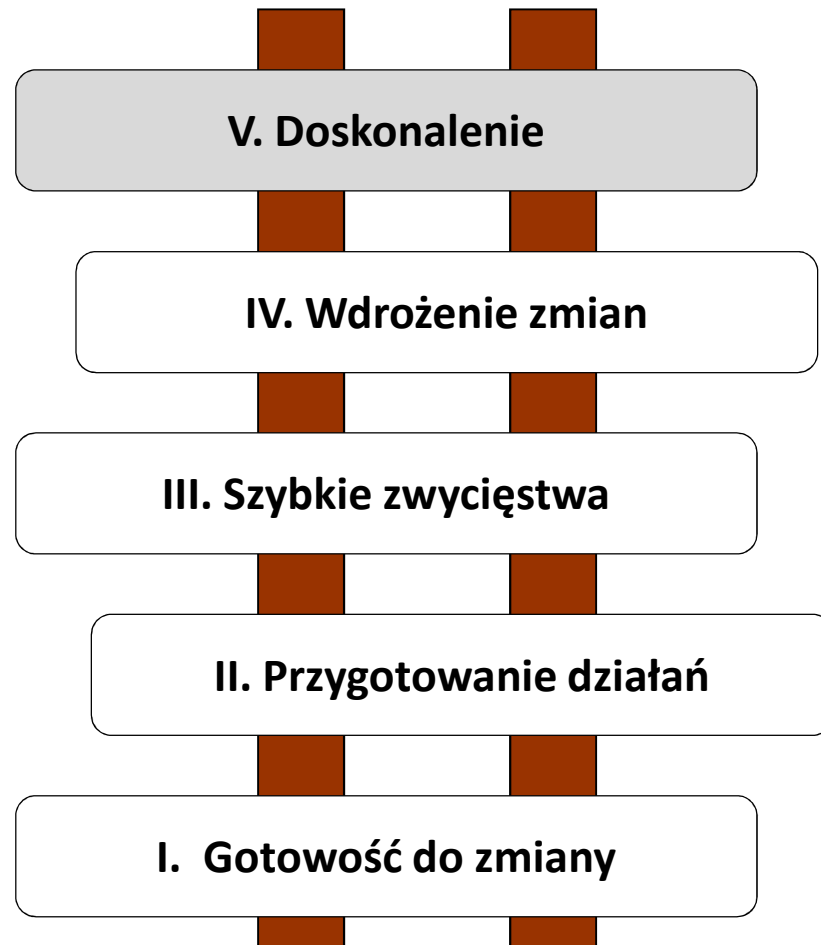 V. Doskonalenie
IV. Wdrożenie zmian
III. Szybkie zwycięstwa
II. Przygotowanie działań
I. Gotowość do zmiany